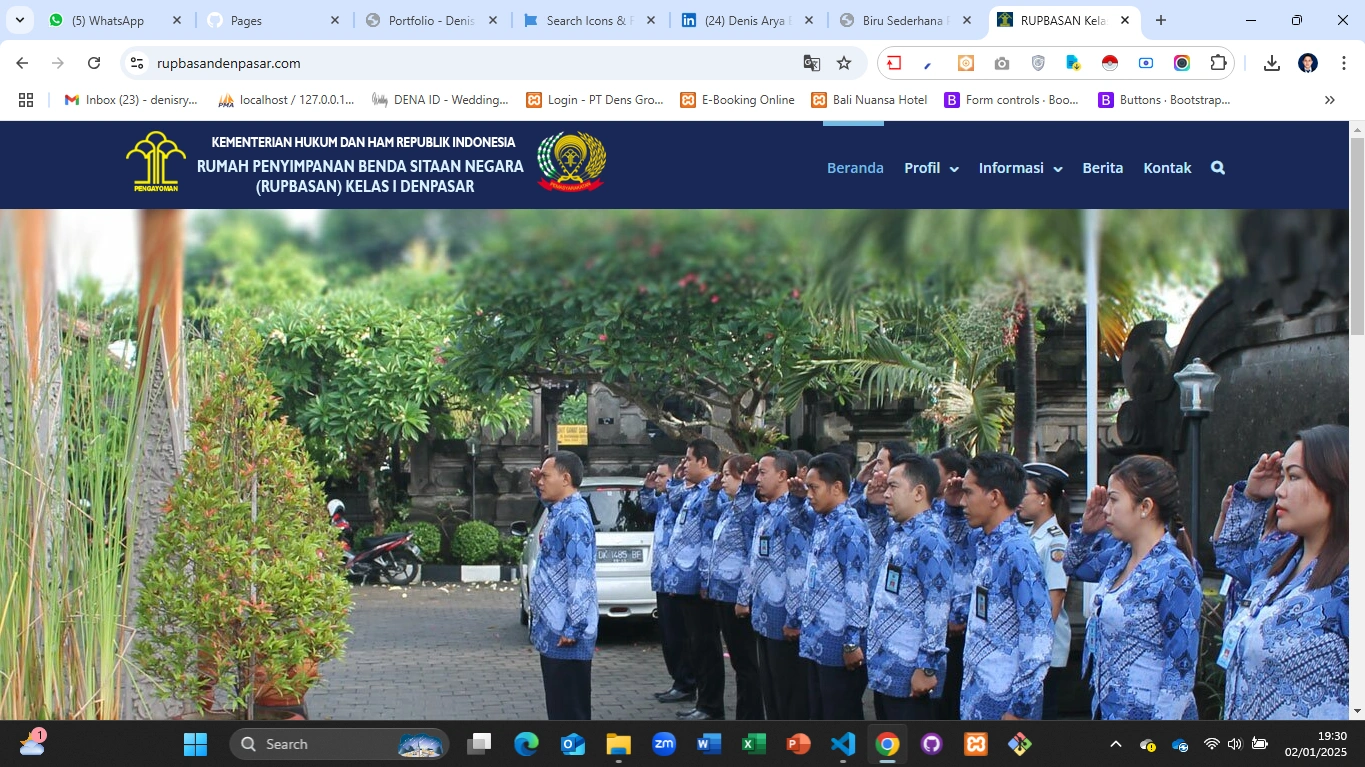 (5) WhatsApp
Pages
Portfolio - Denis
Search Icons & F
(24) Denis Arya
Biru Sederhana
RUPBASAN Kela
rupbasandenpasar.com
Inbox (23) - denisry...
localhost / 127.0.0.1...
DENA ID - Wedding...
Login - PT Dens Gro...
E-Booking Online
Bali Nuansa Hotel
Form controls · Boo...
Buttons · Bootstrap...
PENGAYOMAN
KEMENTERIAN HUKUM DAN HAM REPUBLIK INDONESIA
RUMAH PENYIMPANAN BENDA SITAAN NEGARA
(RUPBASAN) KELAS I DENPASAR
PEMASYARAKATAN
Beranda
Profil
Informasi
Berita
Kontak
DK 1485 BF
1
Search
zm
19:30
02/01/2025